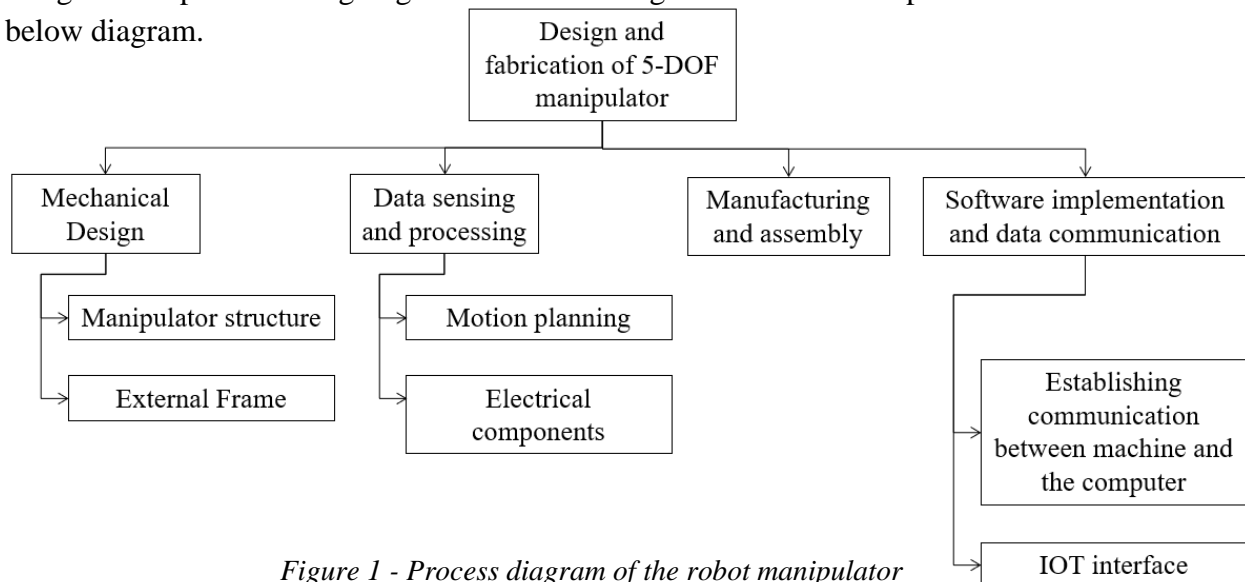 below diagram.
Design and
fabrication of 5-DOF
manipulator
Mechanical
Design
Data sensing
and processing
Manufacturing
and assembly
Software implementation
and data communication
Manipulator structure
Motion planning
External Frame
Electrical
components
Establishing
communication
between machine and
the computer
IOT interface
Figure 1 - Process diagram of the robot manipulator